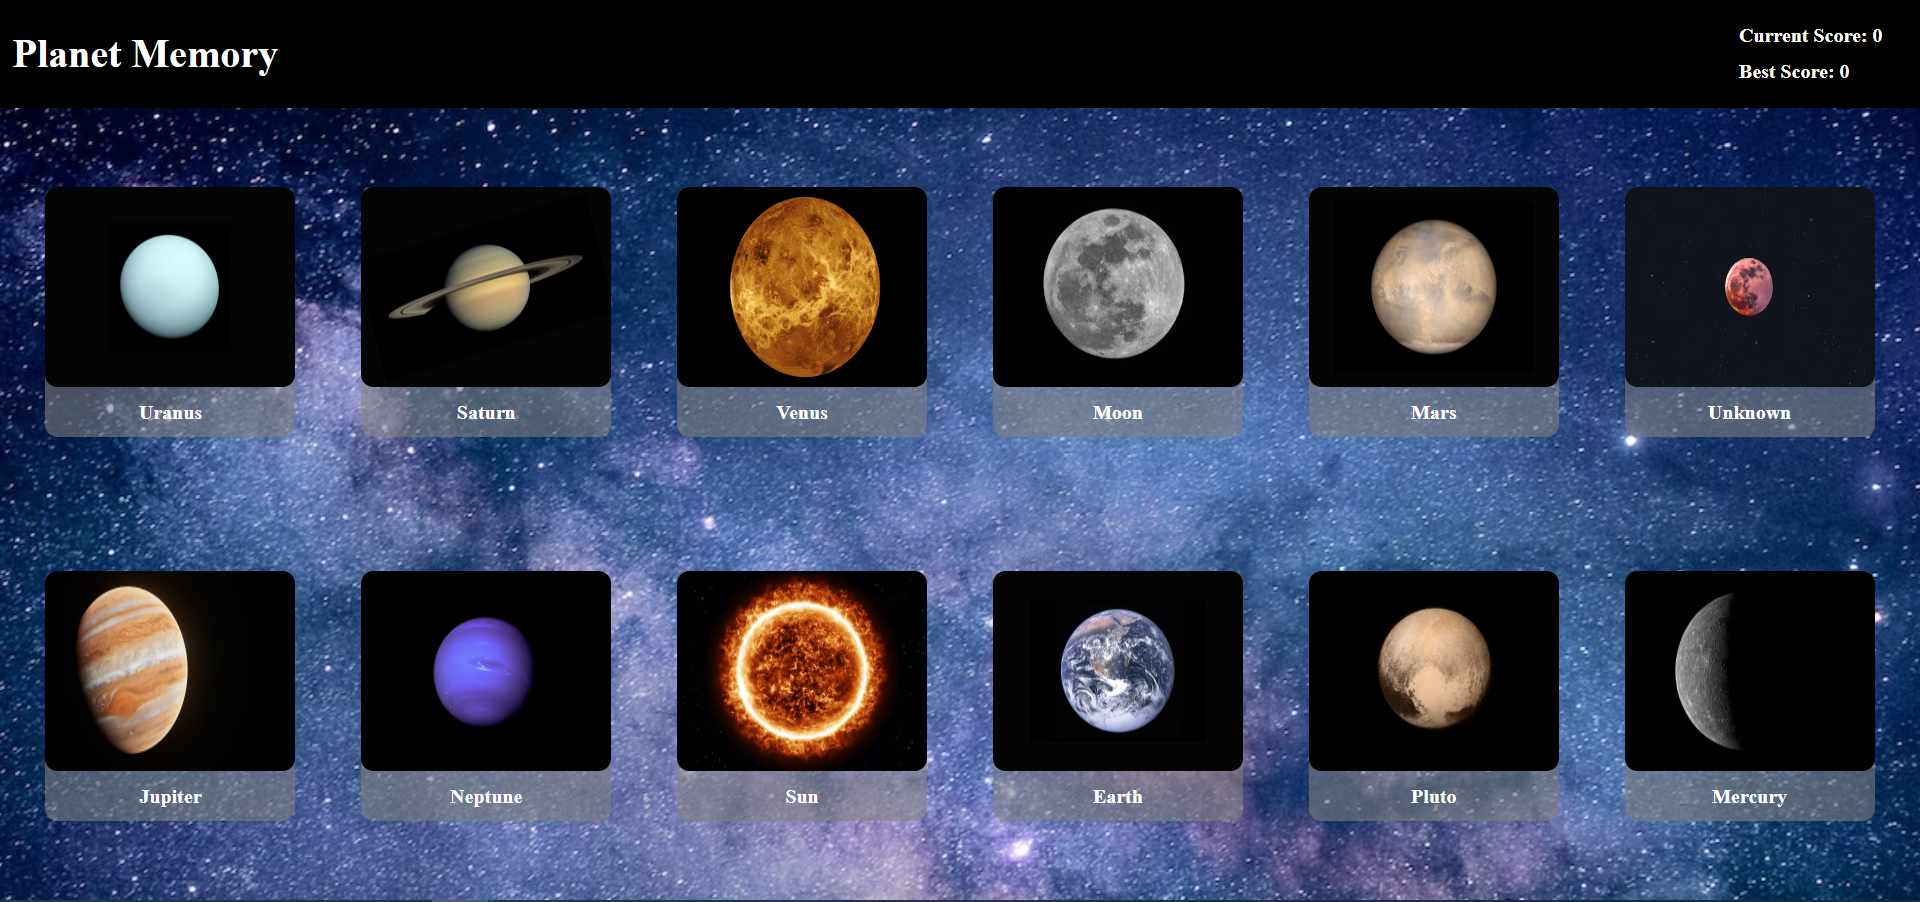 Planet Memory
Current Score: 0
Best Score: 0
Uranus
Saturn
Venus
Moon
Mars
Unknown
Jupiter
Neptune
Sun
Earth
Pluto
Mercury